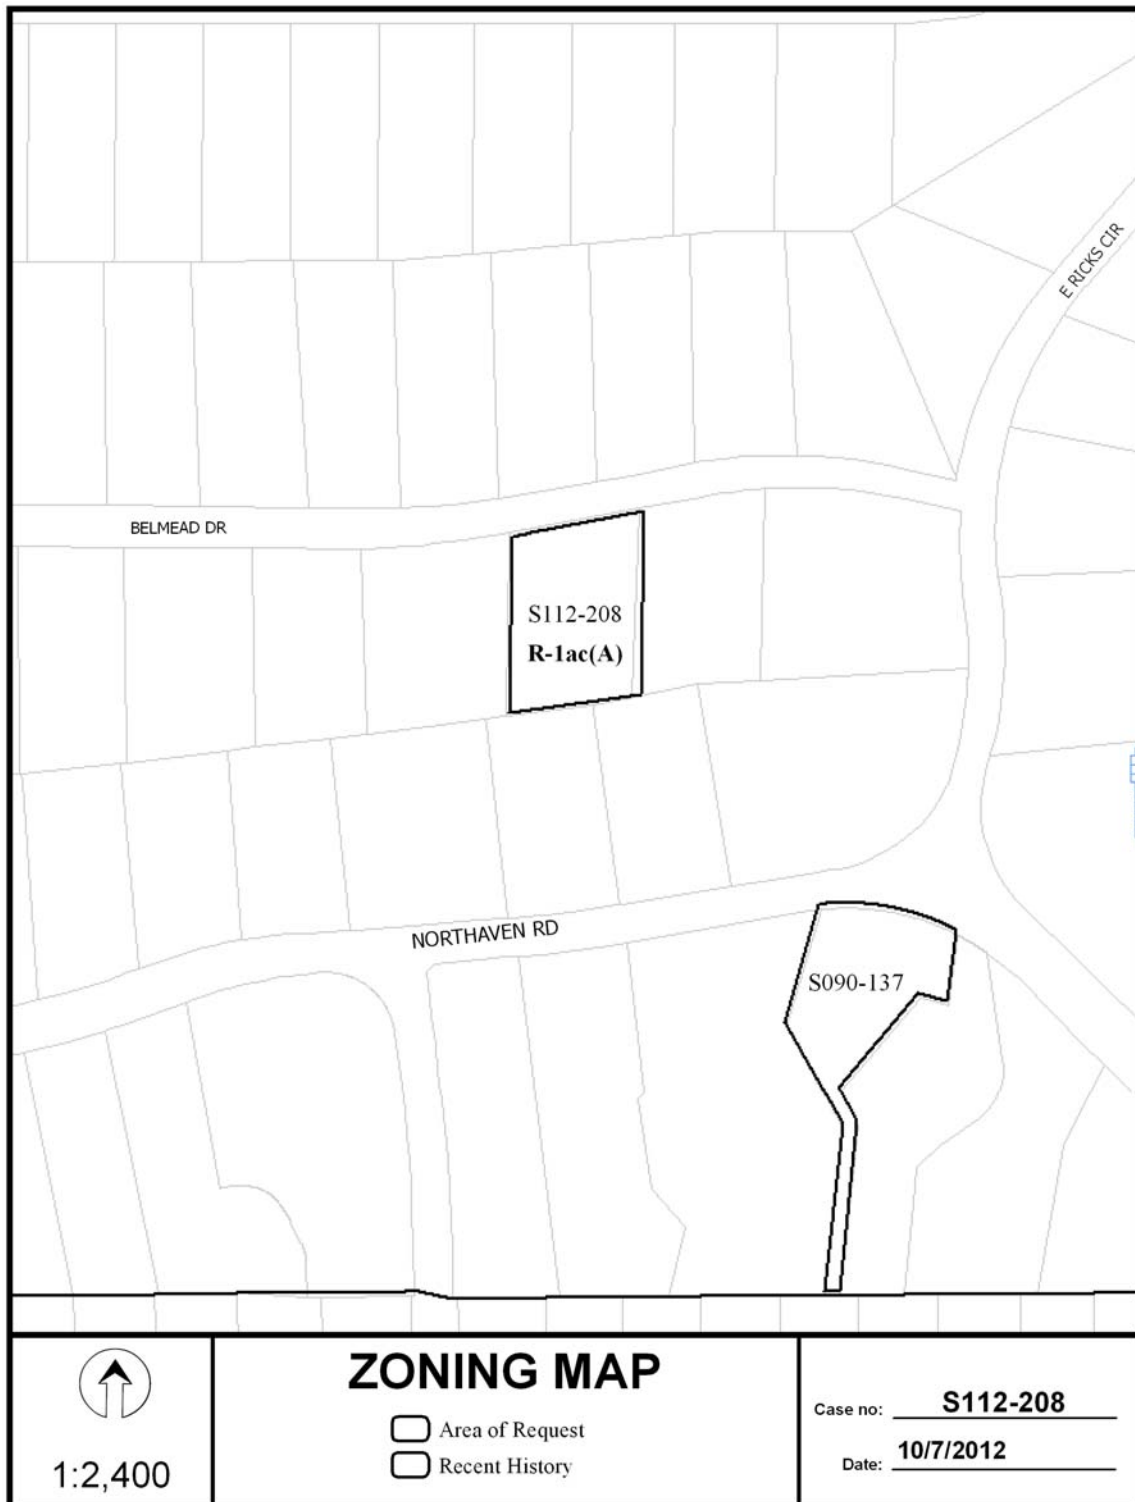 E RICKS CIR
BELMEAD DR
S112-208
R-1ac(A)
NORTHAVEN RD
S090-137
1:2,400
ZONING MAP
Area of Request
Recent History
Case no: S112-208
Date: 10/7/2012